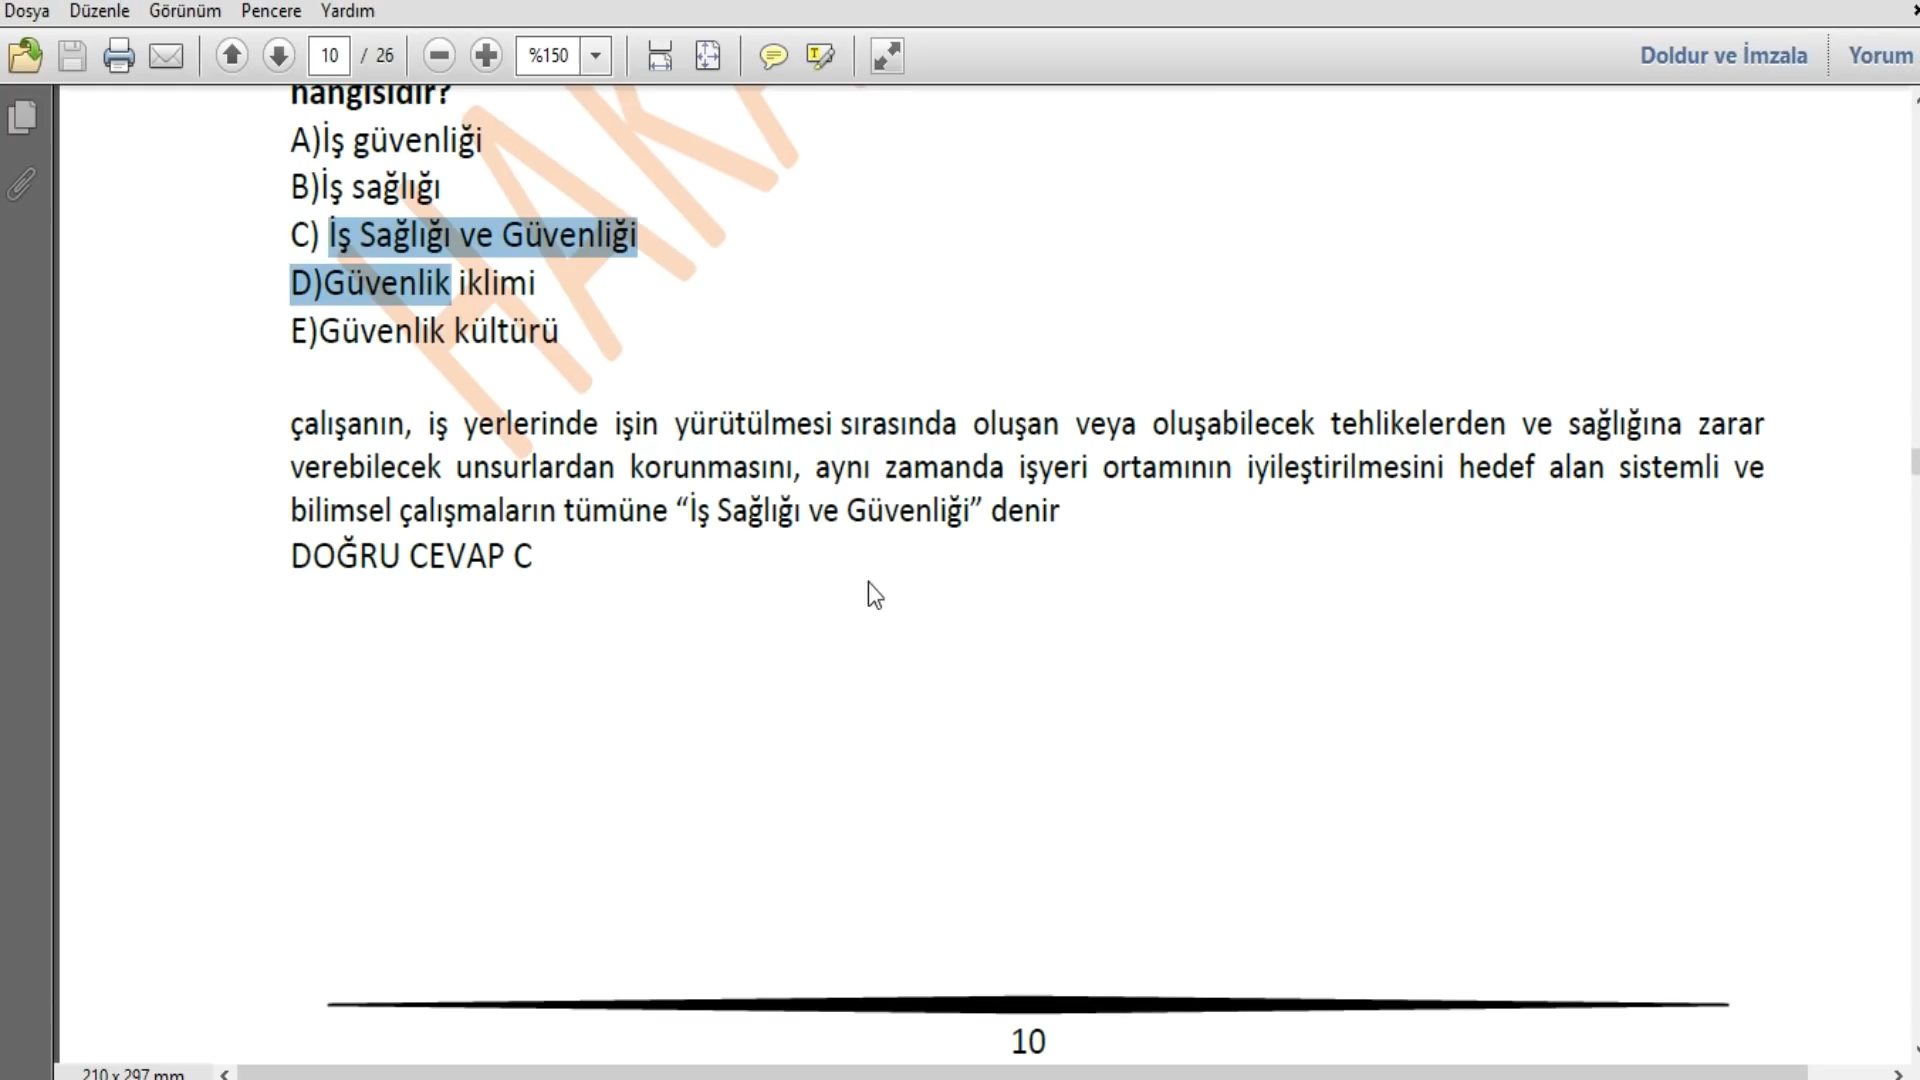 Dosya Düzenle Görünüm Pencere Yardım
10 / 26 %150 Doldur ve İmzala Yorum
hangisidir?
A)İş güvenliği
B)İş sağlığı
C) İş Sağlığı ve Güvenliği
D)Güvenlik iklimi
E)Güvenlik kültürü
HAKA
çalışanın, iş yerlerinde işin yürütülmesi sırasında oluşan veya oluşabilecek tehlikelerden ve sağlığına zarar
verebilecek unsurlardan korunmasını, aynı zamanda işyeri ortamının iyileştirilmesini hedef alan sistemli ve
bilimsel çalışmaların tümüne “İş Sağlığı ve Güvenliği” denir
DOĞRU CEVAP C
10
210 x 297 mm